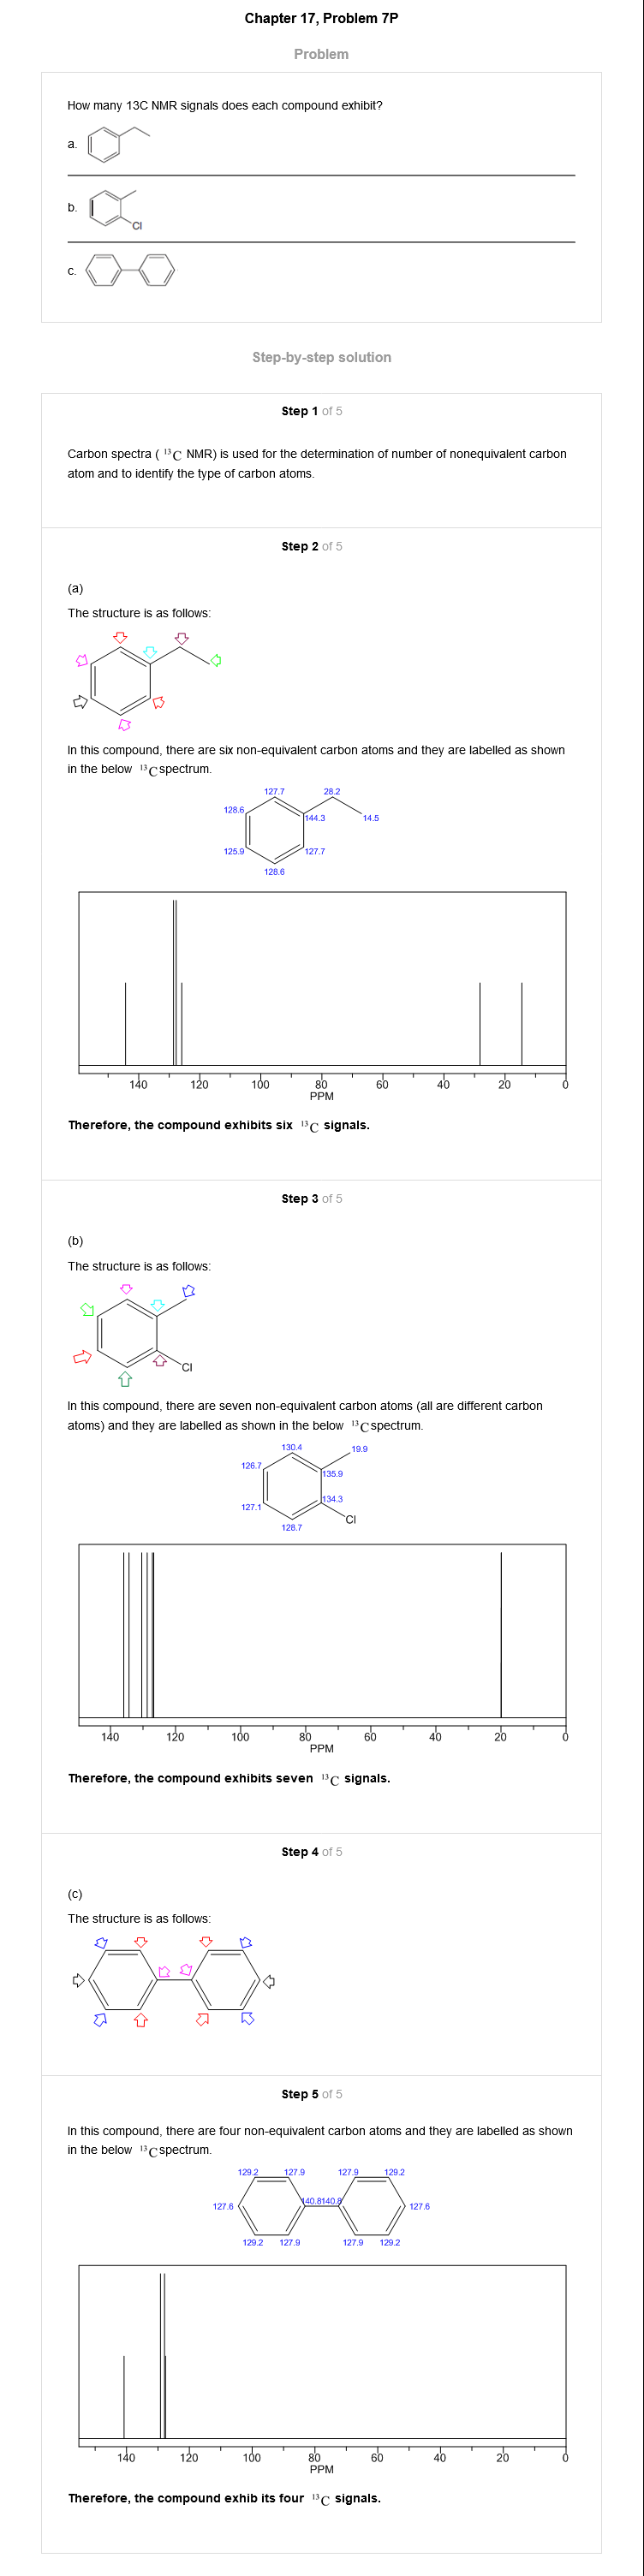 Chapter 17, Problem 7P
Problem
How many 13C NMR signals does each compound exhibit?
a.
b.
Cl
c.
Step-by-step solution
Step 1 of 5
Carbon spectra ( ¹³C NMR) is used for the determination of number of nonequivalent carbon
atom and to identify the type of carbon atoms.
Step 2 of 5
(a)
The structure is as follows:
In this compound, there are six non-equivalent carbon atoms and they are labelled as shown
in the below ¹³C spectrum.
127.7 28.2
128.6 144.3 14.5
125.9 127.7
128.6
140 120 100 80 60 40 20 0
PPM
Therefore, the compound exhibits six ¹³C signals.
Step 3 of 5
(b)
The structure is as follows:
Cl
In this compound, there are seven non-equivalent carbon atoms (all are different carbon
atoms) and they are labelled as shown in the below ¹³C spectrum.
130.4 19.9
126.7 135.9
127.1 134.3
128.7 Cl
140 120 100 80 60 40 20 0
PPM
Therefore, the compound exhibits seven ¹³C signals.
Step 4 of 5
(c)
The structure is as follows:
Step 5 of 5
In this compound, there are four non-equivalent carbon atoms and they are labelled as shown
in the below ¹³C spectrum.
129.2 127.9 127.9 129.2
127.6 140.8 140.8 127.6
129.2 127.9 127.9 129.2
140 120 100 80 60 40 20 0
PPM
Therefore, the compound exhib its four ¹³C signals.